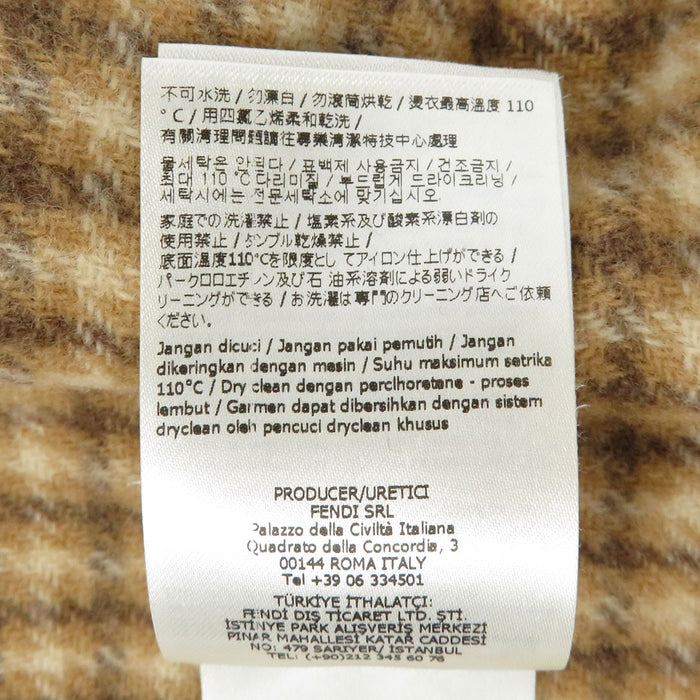 不可水洗 / 勿漂白 / 勿滾筒烘乾 / 燙衣最高溫度 110
°C / 用四氯乙烯柔和乾洗 /
有關清理問題請往專業清潔特技中心處理
물세탁은 안된다 / 표백제 사용금지 / 건조금지 /
최대 110 °C 다리미질 / 부드럽게 드라이크리닝 /
세탁시에는 전문세탁소에 맞기십시오.
家庭での洗濯禁止 / 塩素系及び酸素系漂白剤の
使用禁止 / タンブル乾燥禁止 /
底面温度110℃を限度として アイロン仕上げができる /
パークロロエチレン及び石 油系溶剤による弱いドライク
リーニングができる / お洗濯は専門のクリーニング店へご依頼
ください。
Jangan dicuci / Jangan pakai pemutih / Jangan
dikeringkan dengan mesin / Suhu maksimum setrika
110°C / Dry clean dengan perclhoretane - proses
lembut / Garmen dapat dibersihkan dengan sistem
dryclean oleh pencuci dryclean khusus
PRODUCER/URETICI
FENDI SRL
Palazzo della Civiltà Italiana
Quadrato della Concordia, 3
00144 ROMA ITALY
Tel +39 06 334501
TÜRKİYE İTHALATÇI:
FENDI DIŞ TICARET LTD. ŞTİ.
İSTİNYE PARK ALIŞVERİŞ MERKEZİ
PINAR MAHALLESİ KATAR CADDESİ
NO: 479 SARIYER/ İSTANBUL
TEL: (+90)212 345 60 76